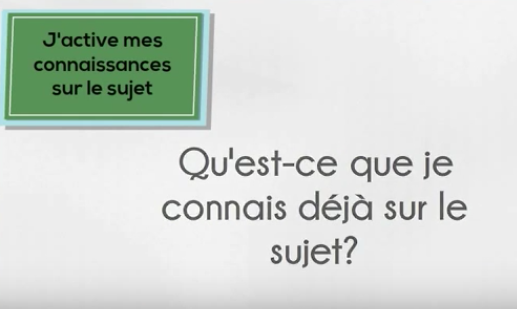 J'active mes
connaissances
sur le sujet
Qu'est-ce que je
connais déjà sur le
sujet?